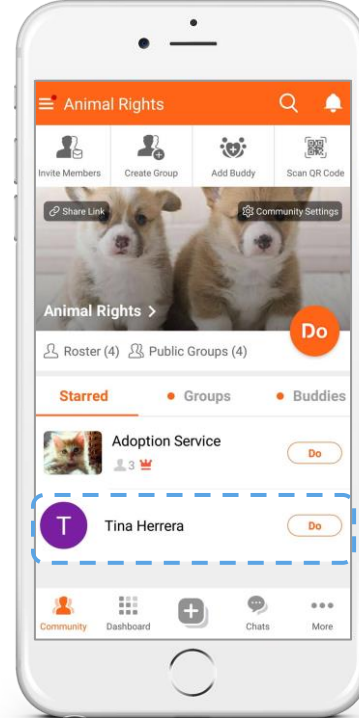 Animal Rights
Invite Members
Create Group
Add Buddy
Scan QR Code
Share Link
Community Settings
Animal Rights >
Do
Roster (4) Public Groups (4)
Starred
Groups
Buddies
Adoption Service
3
Do
T
Tina Herrera
Do
Community
Dashboard
Chats
More